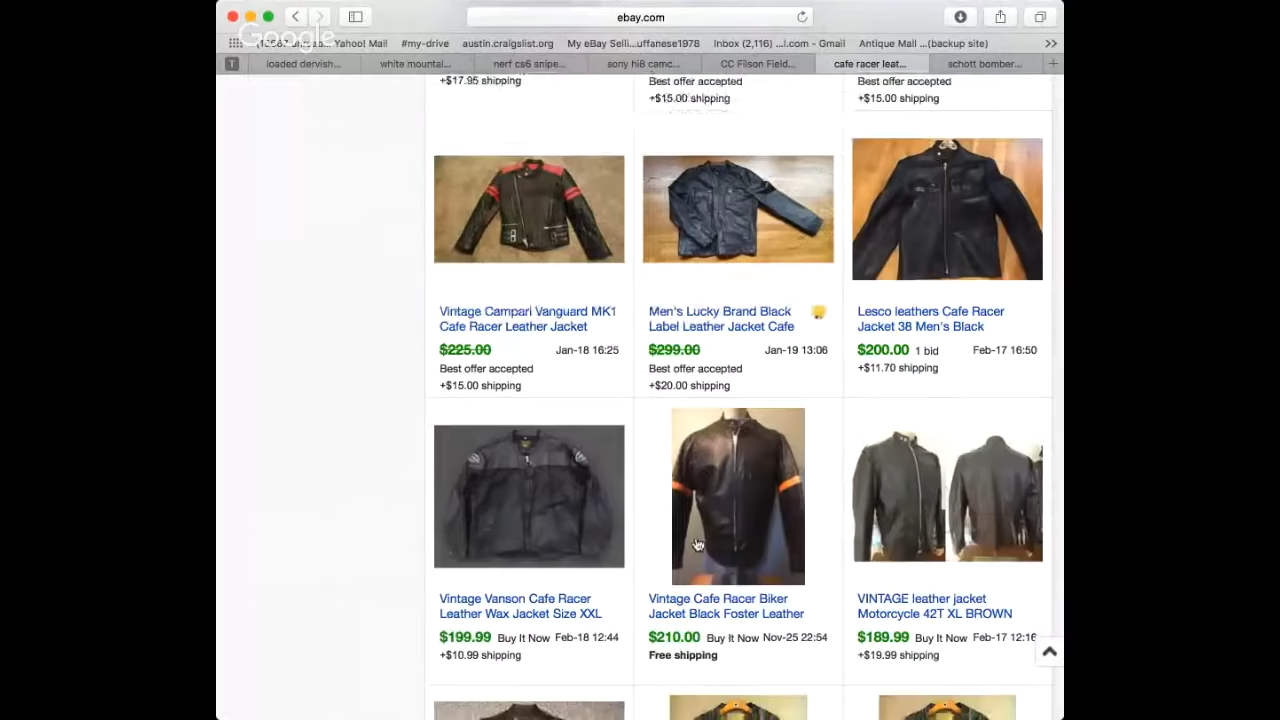 ebay.com
Google
Yahoo! Mail
#my-drive
austin.craigslist.org
My eBay Selli...uffanese1978
Inbox (2,116) ...l.com - Gmail
Antique Mall ...(backup site)
T
loaded dervish...
white mountai...
nerf cs6 snipe...
sony hi8 camc...
CC Filson Field...
cafe racer leat...
schott bomber...
+$17.95 shipping
Best offer accepted
+$15.00 shipping
Best offer accepted
+$15.00 shipping
Vintage Campari Vanguard MK1
Cafe Racer Leather Jacket
$225.00 Jan-18 16:25
Best offer accepted
+$15.00 shipping
Men's Lucky Brand Black
Label Leather Jacket Cafe
$299.00 Jan-19 13:06
Best offer accepted
+$20.00 shipping
Lesco leathers Cafe Racer
Jacket 38 Men's Black
$200.00 1 bid Feb-17 16:50
+$11.70 shipping
Vintage Vanson Cafe Racer
Leather Wax Jacket Size XXL
$199.99 Buy It Now Feb-18 12:44
+$10.99 shipping
Vintage Cafe Racer Biker
Jacket Black Foster Leather
$210.00 Buy It Now Nov-25 22:54
Free shipping
VINTAGE leather jacket
Motorcycle 42T XL BROWN
$189.99 Buy It Now Feb-17 12:16
+$19.99 shipping